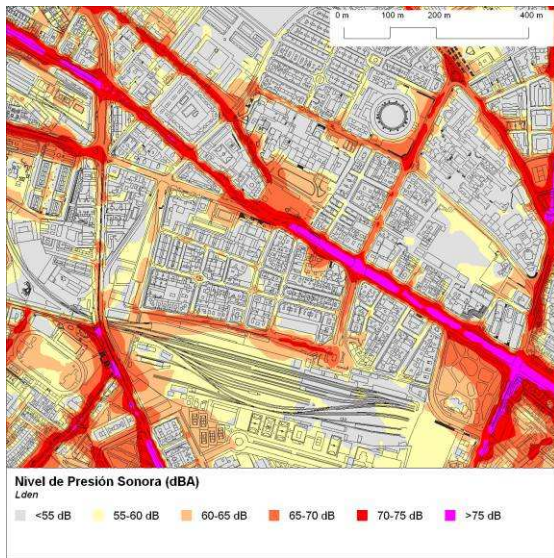 0 m 100 m 200 m 400 m
Nivel de Presión Sonora (dBA)
Lden
<55 dB 55-60 dB 60-65 dB 65-70 dB 70-75 dB >75 dB